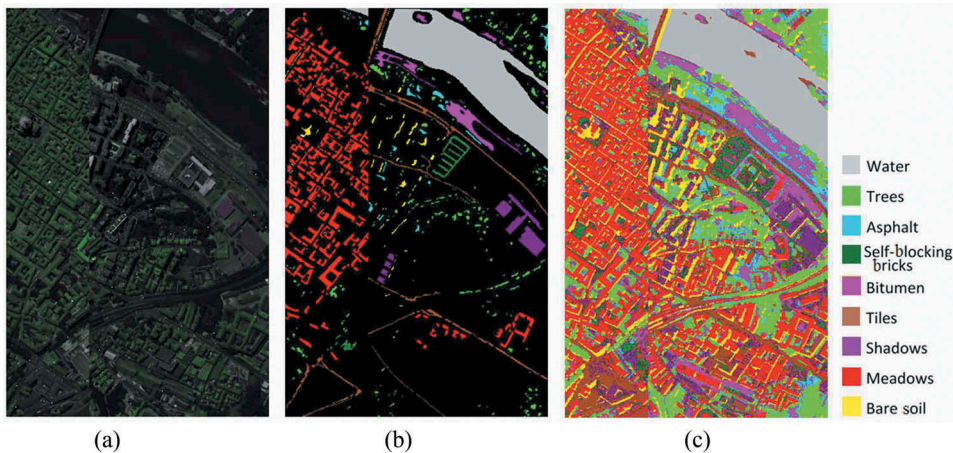 Water
Trees
Asphalt
Self-blocking
bricks
Bitumen
Tiles
Shadows
Meadows
Bare soil
(a)
(b)
(c)